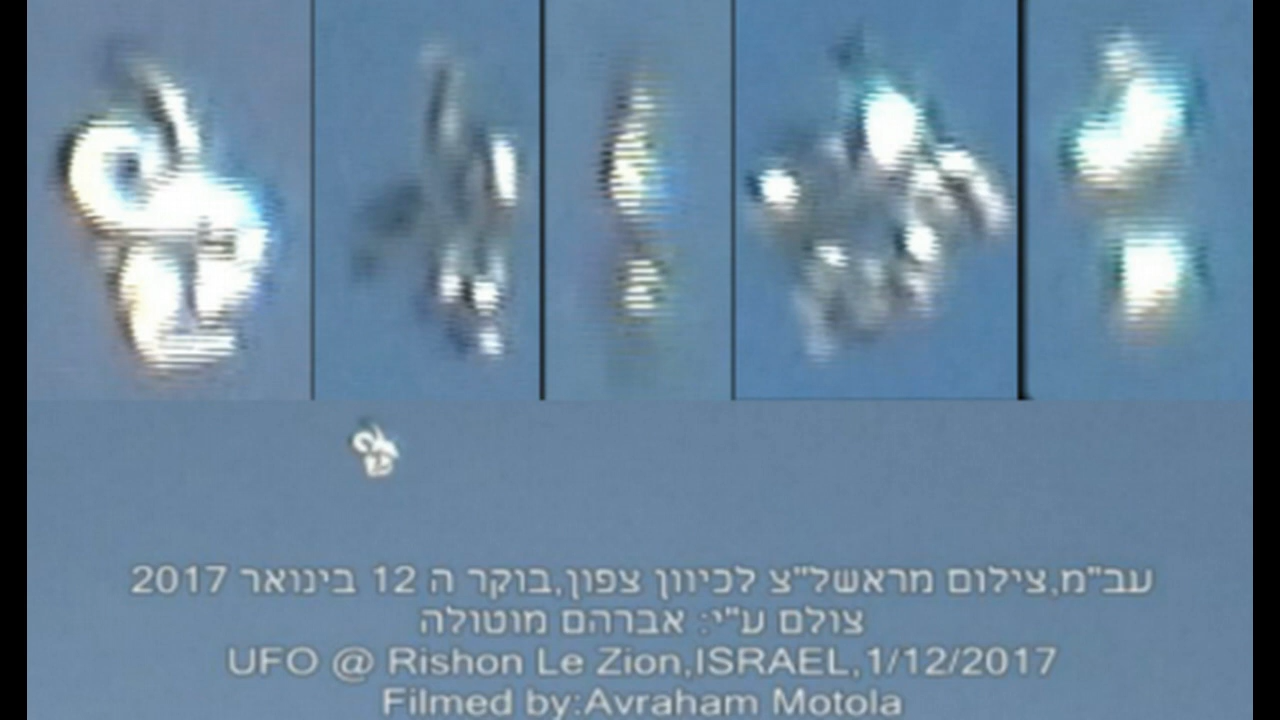 עב"מ,צילום מראשל"צ לכיוון צפון,בוקר ה 12 בינואר 2017
צולם ע"י: אברהם מוטולה
UFO @ Rishon Le Zion,ISRAEL,1/12/2017
Filmed by:Avraham Motola